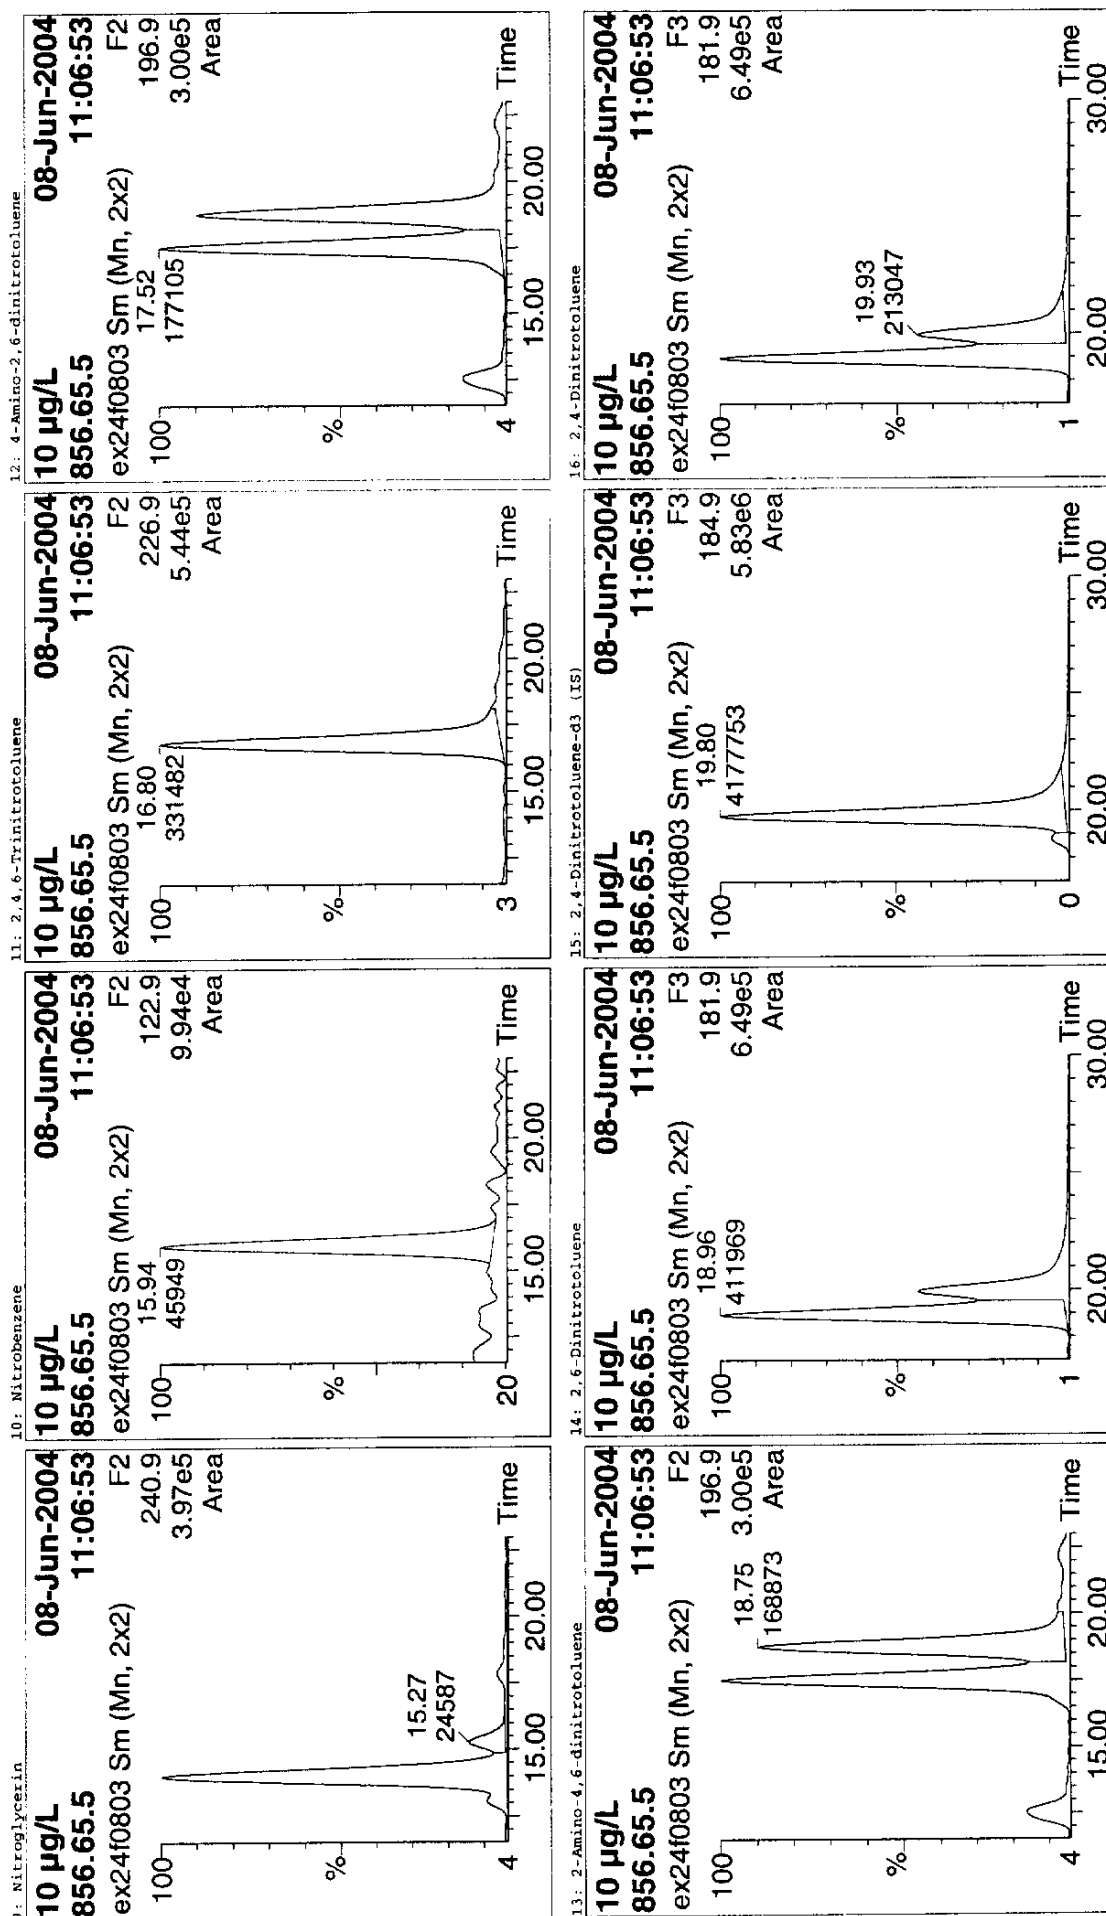 : Nitroglycerin
10 µg/L 08-Jun-2004
856.65.5 11:06:53
ex24f0803 Sm (Mn, 2x2) F2
240.9
3.97e5
Area
100
%
4
15.27
24587
15.00 20.00 Time
10: Nitrobenzene
10 µg/L 08-Jun-2004
856.65.5 11:06:53
ex24f0803 Sm (Mn, 2x2) F2
15.94 122.9
45949 9.94e4
Area
100
%
20
15.00 20.00 Time
11: 2,4,6-Trinitrotoluene
10 µg/L 08-Jun-2004
856.65.5 11:06:53
ex24f0803 Sm (Mn, 2x2) F2
16.80 226.9
331482 5.44e5
Area
100
%
3
15.00 20.00 Time
12: 4-Amino-2,6-dinitrotoluene
10 µg/L 08-Jun-2004
856.65.5 11:06:53
ex24f0803 Sm (Mn, 2x2) F2
17.52 196.9
177105 3.00e5
Area
100
%
4
15.00 20.00 Time
13: 2-Amino-4,6-dinitrotoluene
10 µg/L 08-Jun-2004
856.65.5 11:06:53
ex24f0803 Sm (Mn, 2x2) F2
196.9
18.75 3.00e5
168873 Area
100
%
4
15.00 20.00 Time
14: 2,6-Dinitrotoluene
10 µg/L 08-Jun-2004
856.65.5 11:06:53
ex24f0803 Sm (Mn, 2x2) F3
18.96 181.9
411969 6.49e5
Area
100
%
1
20.00 30.00 Time
15: 2,4-Dinitrotoluene-d3 (IS)
10 µg/L 08-Jun-2004
856.65.5 11:06:53
ex24f0803 Sm (Mn, 2x2) F3
19.80 184.9
4177753 5.83e6
Area
100
%
0
20.00 30.00 Time
16: 2,4-Dinitrotoluene
10 µg/L 08-Jun-2004
856.65.5 11:06:53
ex24f0803 Sm (Mn, 2x2) F3
181.9
6.49e5
Area
100
%
1
19.93
213047
20.00 30.00 Time